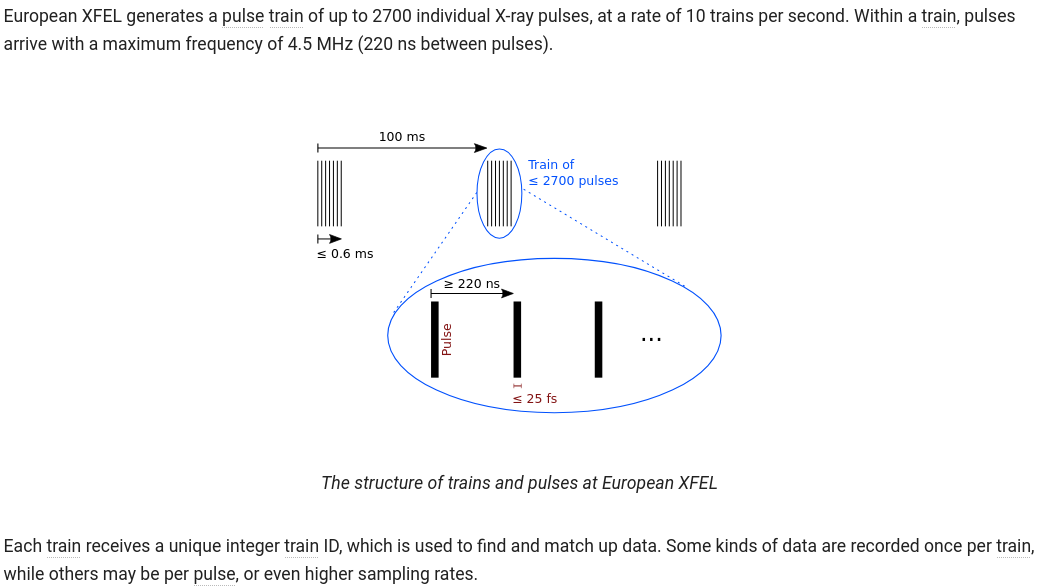 European XFEL generates a pulse train of up to 2700 individual X-ray pulses, at a rate of 10 trains per second. Within a train, pulses
arrive with a maximum frequency of 4.5 MHz (220 ns between pulses).
100 ms
Train of
≤ 2700 pulses
≤ 0.6 ms
≥ 220 ns
Pulse
...
≤ 25 fs
The structure of trains and pulses at European XFEL
Each train receives a unique integer train ID, which is used to find and match up data. Some kinds of data are recorded once per train,
while others may be per pulse, or even higher sampling rates.